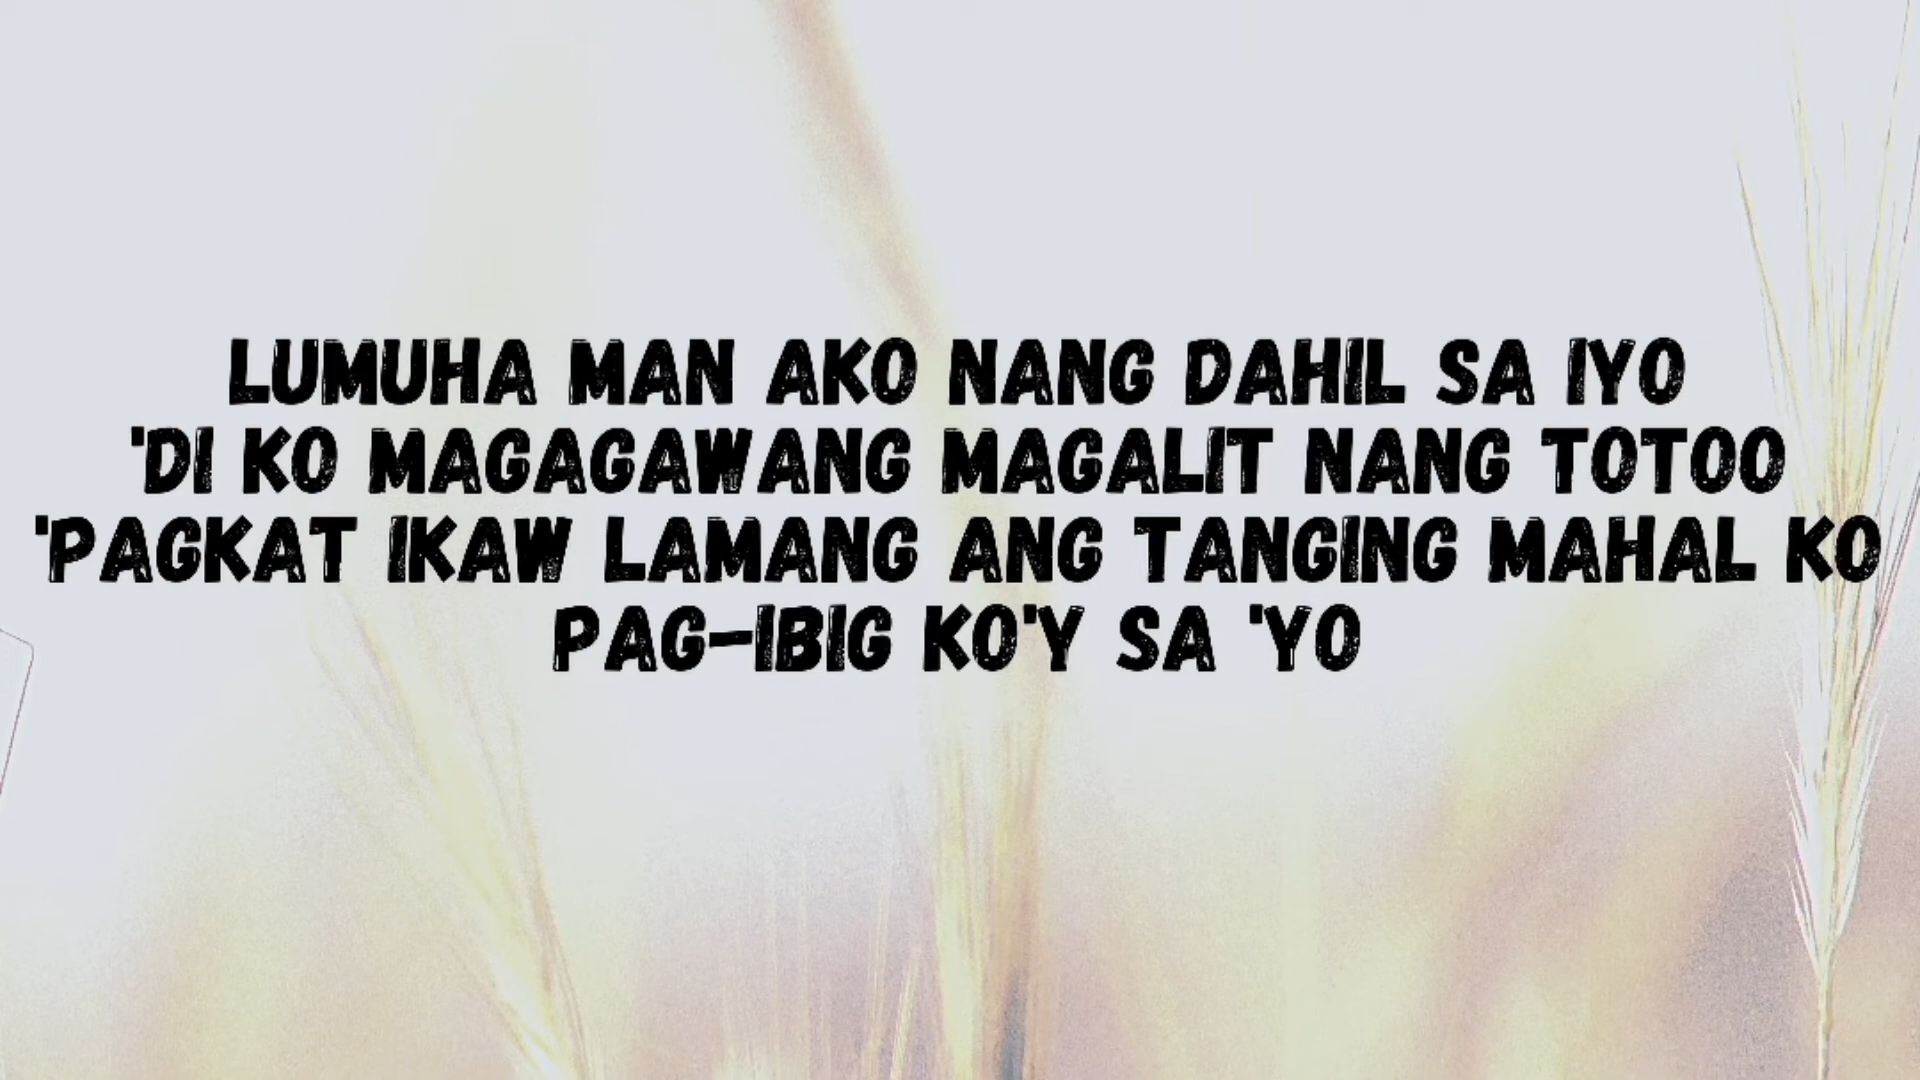 LUMUHA MAN AKO NANG DAHIL SA IYO
'DI KO MAGAGAWANG MAGALIT NANG TOTOO
'PAGKAT IKAW LAMANG ANG TANGING MAHAL KO
PAG-IBIG KO'Y SA 'YO